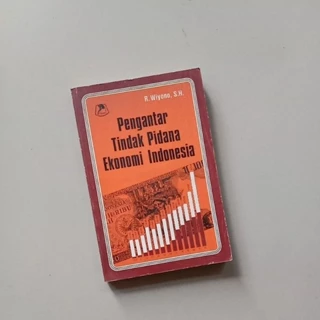 R. Wiyono, S.H.
Pengantar
Tindak Pidana
Ekonomi Indonesia